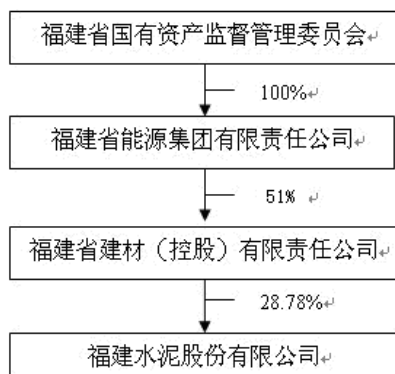 福建省国有资产监督管理委员会
100%
福建省能源集团有限责任公司
51%
福建省建材（控股）有限责任公司
28.78%
福建水泥股份有限公司